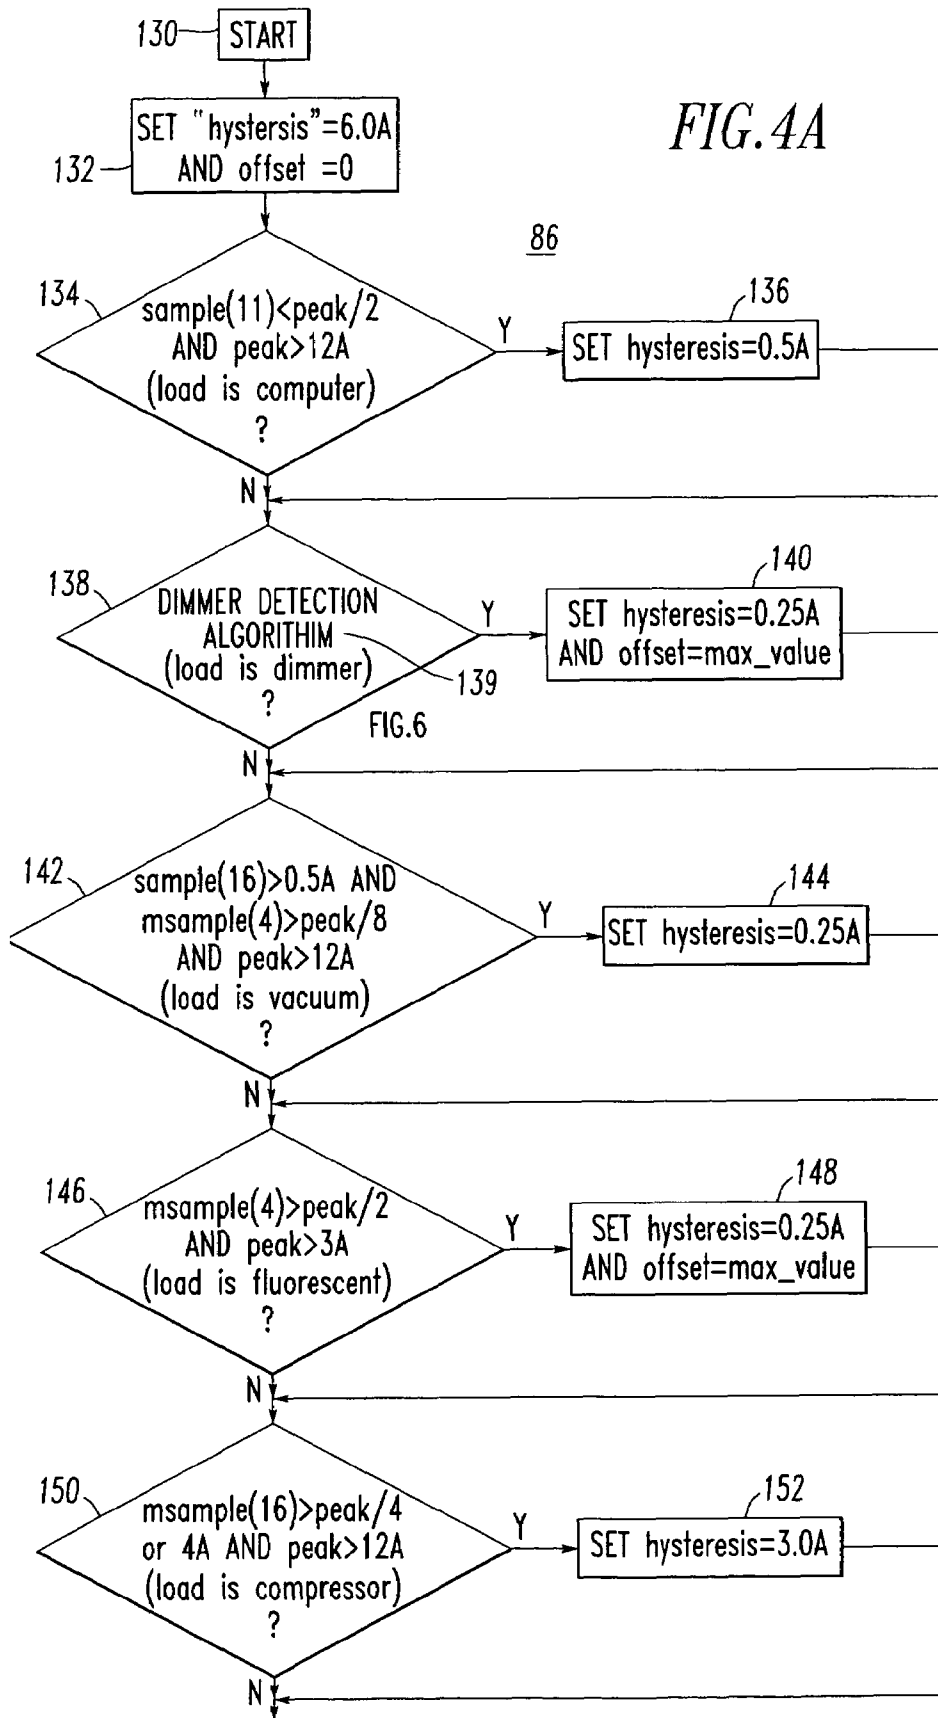 130
START
FIG.4A
SET "hystersis"=6.0A
AND offset =0
132
86
134
sample(11)<peak/2
AND peak>12A
(load is computer)
?
Y
136
SET hysteresis=0.5A
N
138
DIMMER DETECTION
ALGORITHIM
(load is dimmer)
?
139
FIG.6
Y
140
SET hysteresis=0.25A
AND offset=max_value
N
142
sample(16)>0.5A AND
msample(4)>peak/8
AND peak>12A
(load is vacuum)
?
Y
144
SET hysteresis=0.25A
N
146
msample(4)>peak/2
AND peak>3A
(load is fluorescent)
?
Y
148
SET hysteresis=0.25A
AND offset=max_value
N
150
msample(16)>peak/4
or 4A AND peak>12A
(load is compressor)
?
Y
152
SET hysteresis=3.0A
N